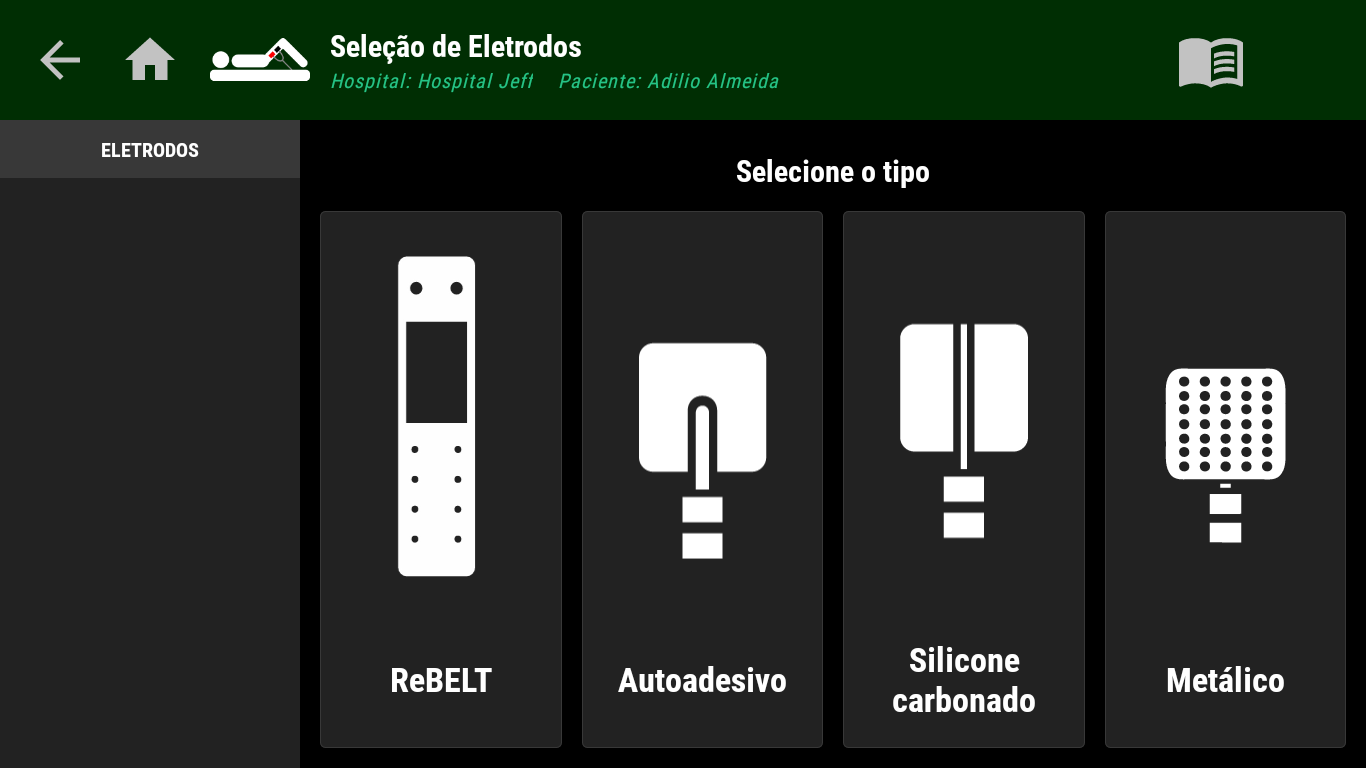 Seleção de Eletrodos
Hospital: Hospital Jeff Paciente: Adilio Almeida
ELETRODOS
Selecione o tipo
ReBELT
Autoadesivo
Silicone
carbonado
Metálico